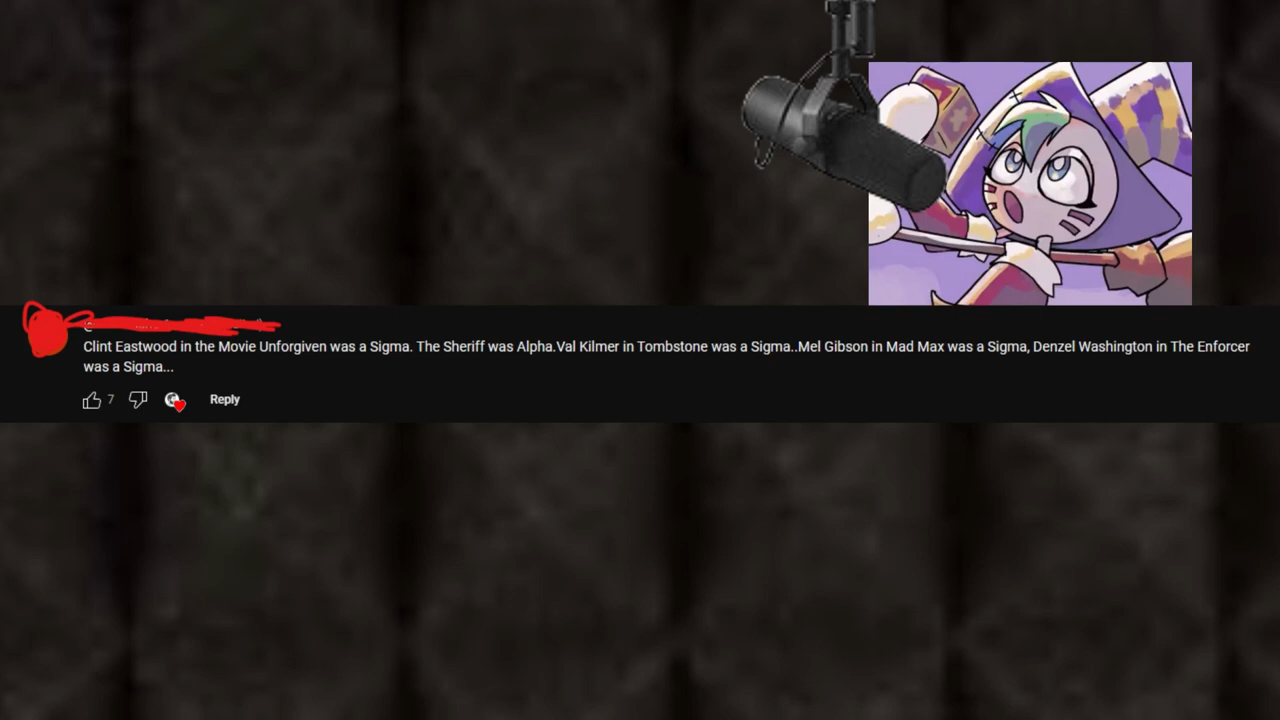 Clint Eastwood in the Movie Unforgiven was a Sigma. The Sheriff was Alpha.Val Kilmer in Tombstone was a Sigma..Mel Gibson in Mad Max was a Sigma, Denzel Washington in The Enforcer
was a Sigma...
7 Reply